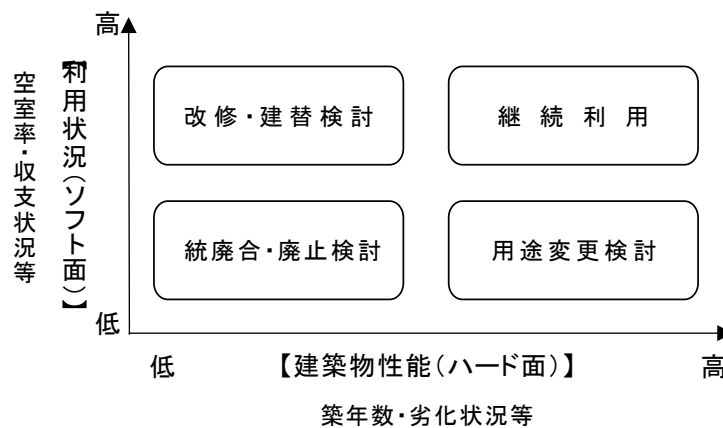 高
空室率・収支状況等
【利用状況(ソフト面)】
改修・建替検討
継続利用
統廃合・廃止検討
用途変更検討
低
低
【建築物性能(ハード面)】
高
築年数・劣化状況等